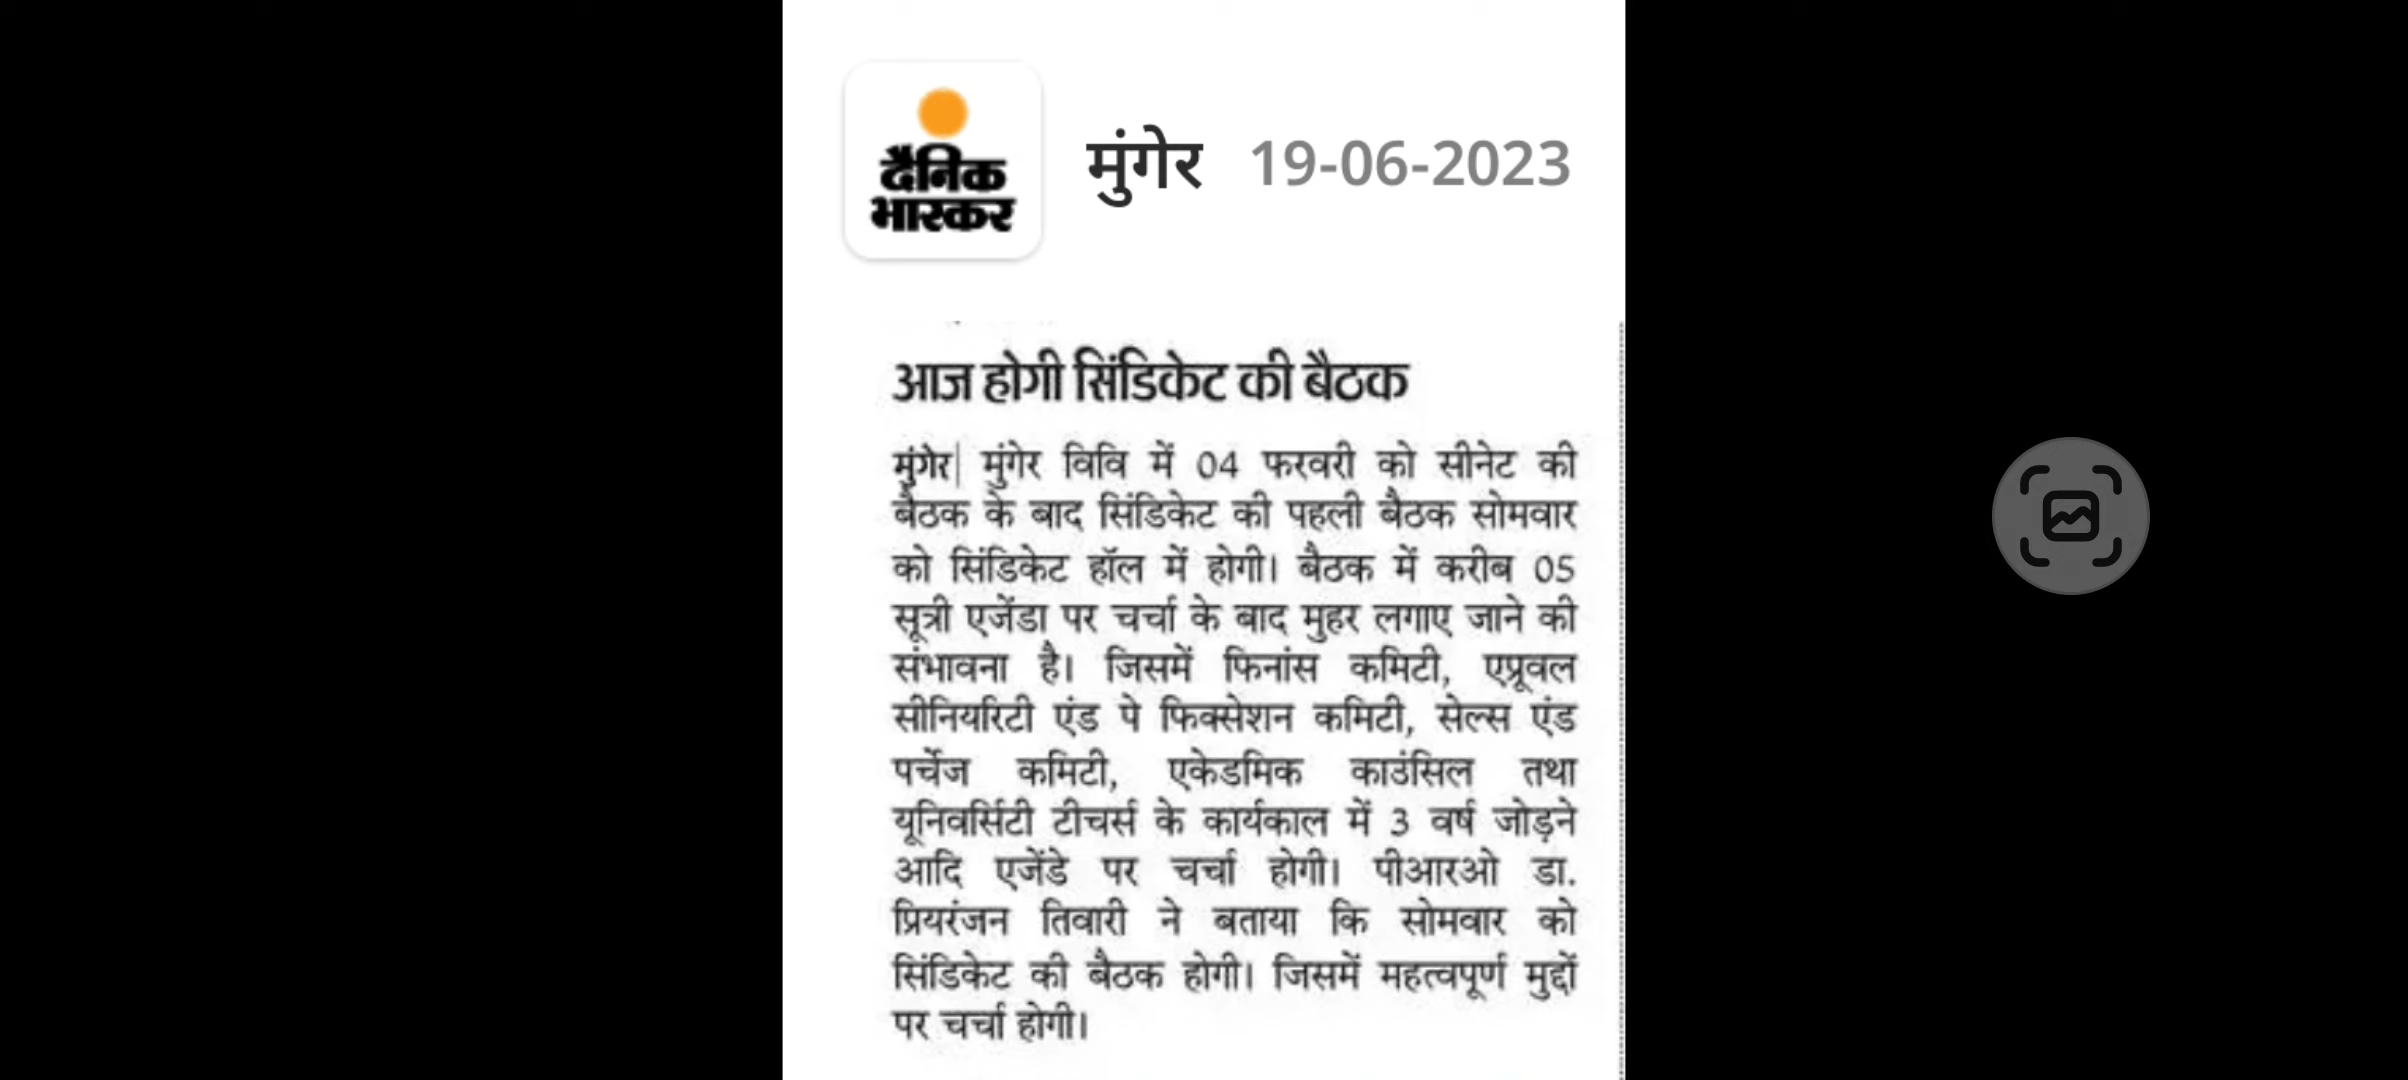 दैनिक
भास्कर
मुंगेर 19-06-2023
आज होगी सिंडिकेट की बैठक
मुंगेर| मुंगेर विवि में 04 फरवरी को सीनेट की
बैठक के बाद सिंडिकेट की पहली बैठक सोमवार
को सिंडिकेट हॉल में होगी। बैठक में करीब 05
सूत्री एजेंडा पर चर्चा के बाद मुहर लगाए जाने की
संभावना है। जिसमें फिनांस कमिटी, एप्रूवल
सीनियरिटी एंड पे फिक्सेशन कमिटी, सेल्स एंड
पर्चेज कमिटी, एकेडमिक काउंसिल तथा
यूनिवर्सिटी टीचर्स के कार्यकाल में 3 वर्ष जोड़ने
आदि एजेंडे पर चर्चा होगी। पीआरओ डा.
प्रियरंजन तिवारी ने बताया कि सोमवार को
सिंडिकेट की बैठक होगी। जिसमें महत्वपूर्ण मुद्दों
पर चर्चा होगी।